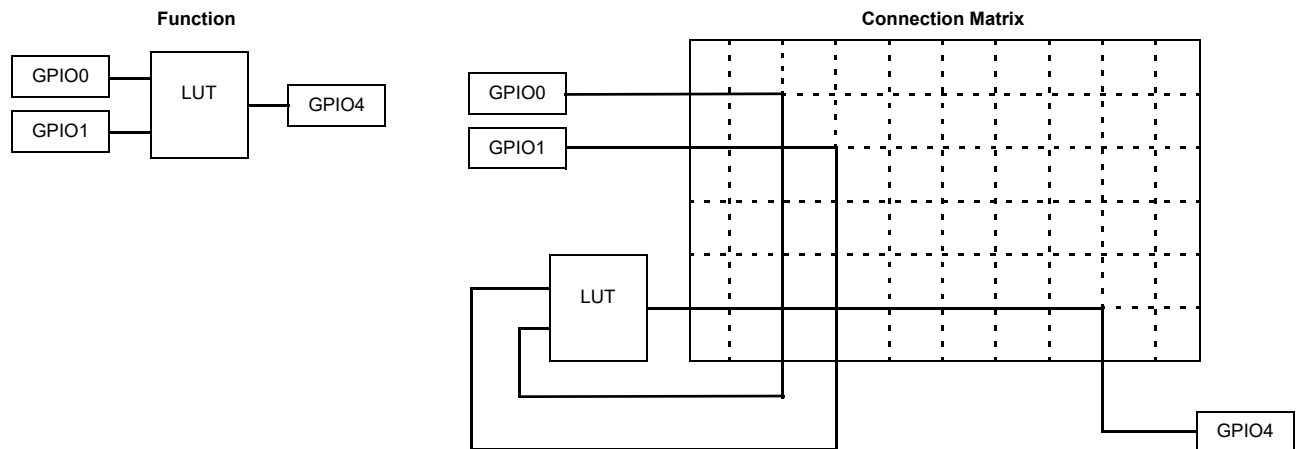 Function
GPIO0
GPIO1
LUT
GPIO4
Connection Matrix
GPIO0
GPIO1
LUT
GPIO4